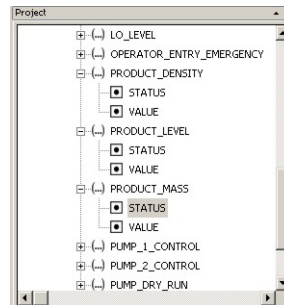 Project
(...) LO_LEVEL
(...) OPERATOR_ENTRY_EMERGENCY
(...) PRODUCT_DENSITY
STATUS
VALUE
(...) PRODUCT_LEVEL
STATUS
VALUE
(...) PRODUCT_MASS
STATUS
VALUE
(...) PUMP_1_CONTROL
(...) PUMP_2_CONTROL
(...) PUMP_DRY_RUN